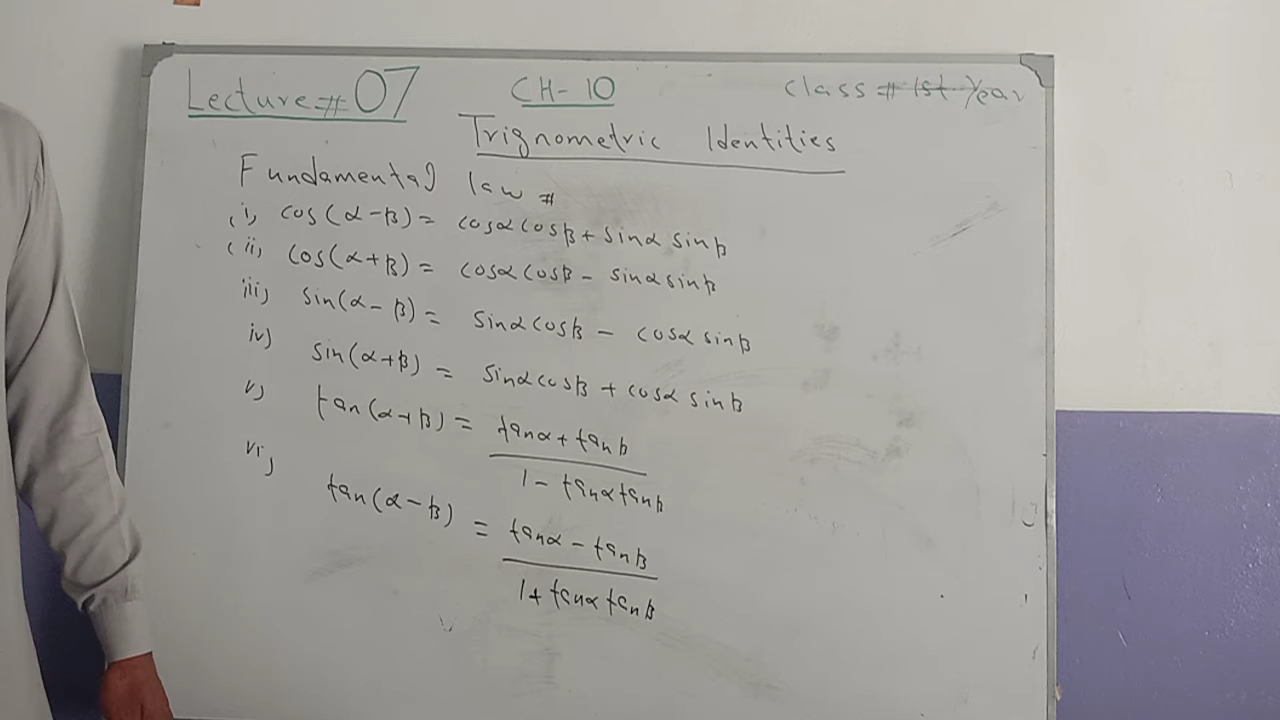 Lecture # 07 CH-10 Class # 1st Year
Trignometric Identities
Fundamental law #
(i) cos(α-β) = cosα cosβ + sinα sinβ
(ii) cos(α+β) = cosα cosβ - sinα sinβ
iii) sin(α-β) = sinα cosβ - cosα sinβ
iv) sin(α+β) = sinα cosβ + cosα sinβ
v) tan(α+β) = tanα + tanβ
1 - tanα tanβ
vi) tan(α-β) = tanα - tanβ
1 + tanα tanβ